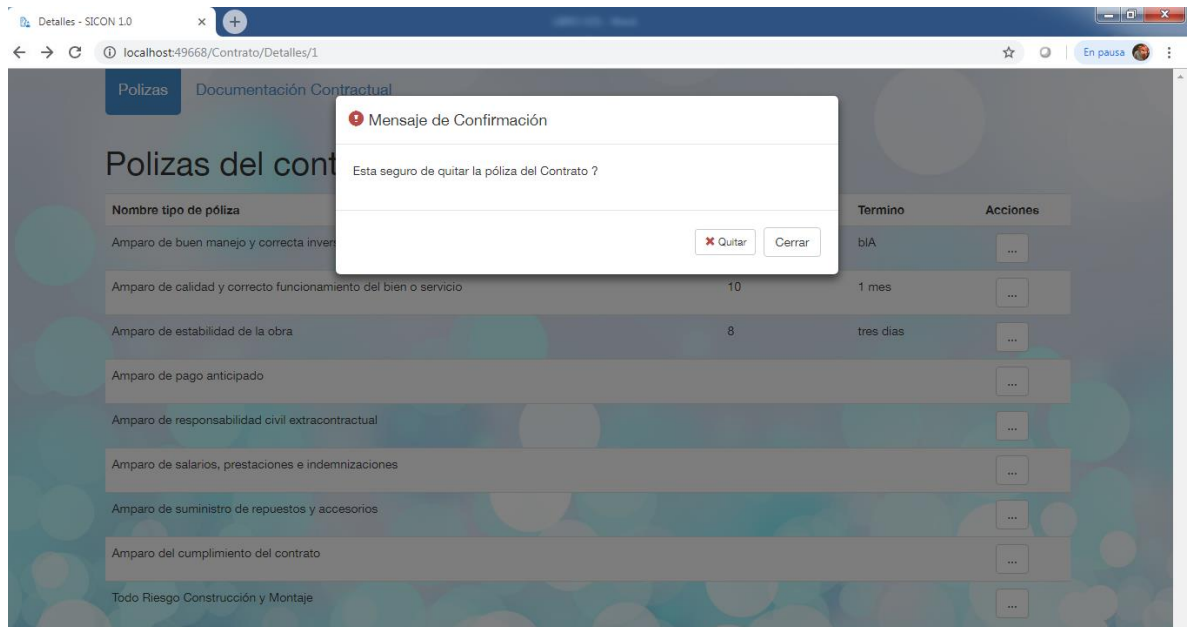 Detalles - SICON 1.0
localhost:49668/Contrato/Detalles/1
En pausa
Polizas Documentación Contractual
Mensaje de Confirmación
Esta seguro de quitar la póliza del Contrato ?
Quitar Cerrar
Polizas del
Nombre tipo de póliza Termino Acciones
Amparo de buen manejo y correcta bIA ...
Amparo de calidad y correcto funcionamiento del bien o servicio 10 1 mes ...
Amparo de estabilidad de la obra 8 tres dias ...
Amparo de pago anticipado ...
Amparo de responsabilidad civil extracontractual ...
Amparo de salarios, prestaciones e indemnizaciones ...
Amparo de suministro de repuestos y accesorios ...
Amparo del cumplimiento del contrato ...
Todo Riesgo Construcción y Montaje ...